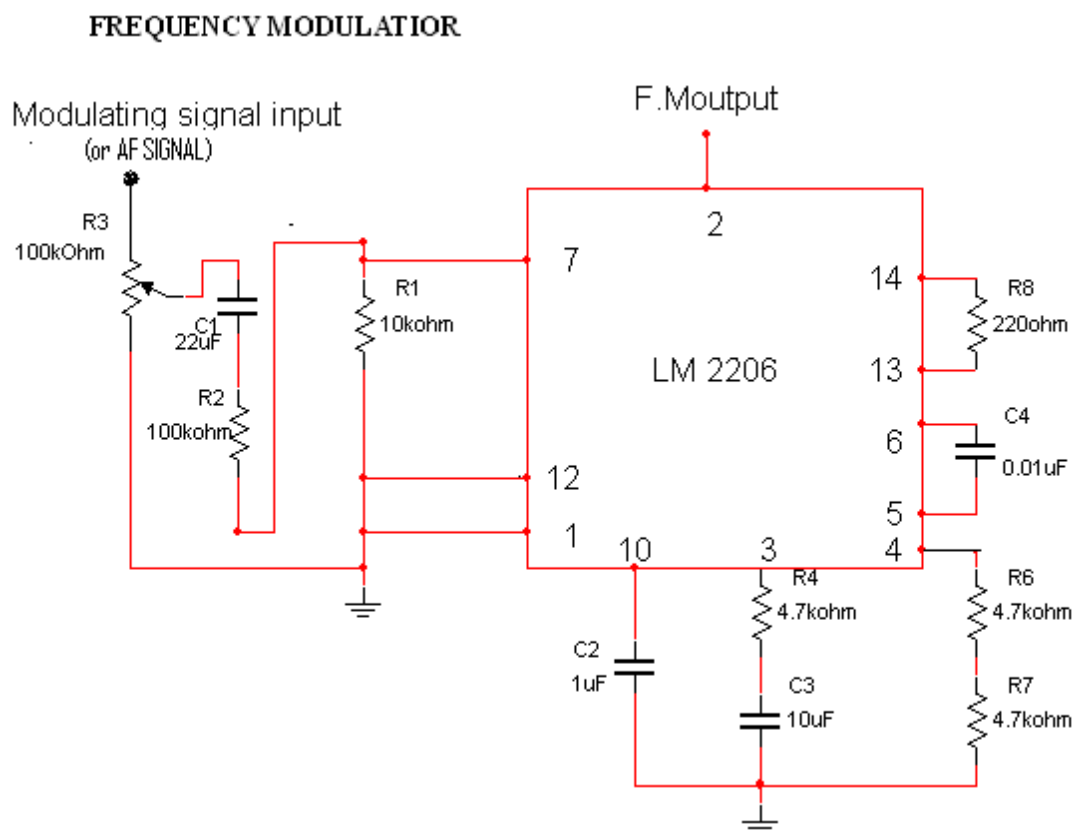 FREQUENCY MODULATIOR
Modulating signal input
(or AF SIGNAL)
F.Moutput
R3
100kOhm
C1
22uF
R2
100kohm
R1
10kohm
7
2
14
R8
220ohm
13
LM 2206
6
C4
0.01uF
5
12
1
10
3
4
R4
4.7kohm
R6
4.7kohm
C2
1uF
C3
10uF
R7
4.7kohm